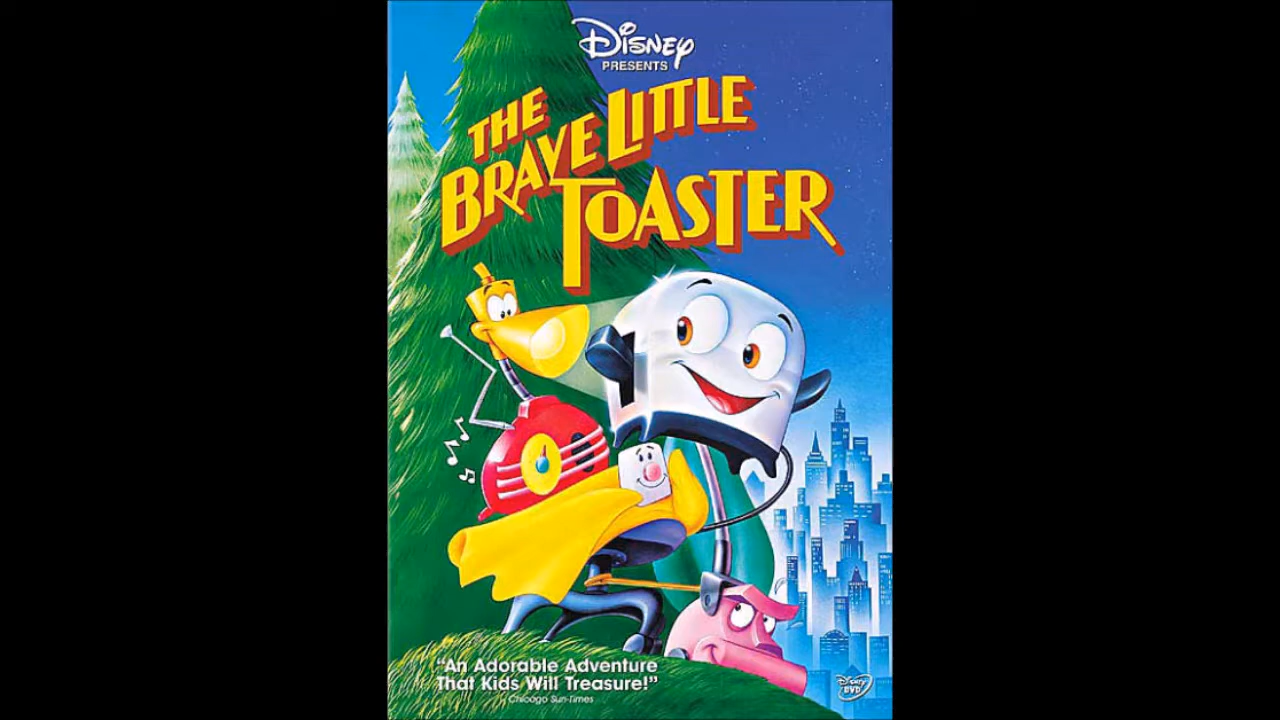 Disney
PRESENTS
THE
BRAVE LITTLE
TOASTER
"An Adorable Adventure
That Kids Will Treasure!"
Chicago Sun-Times
Disney
DVD